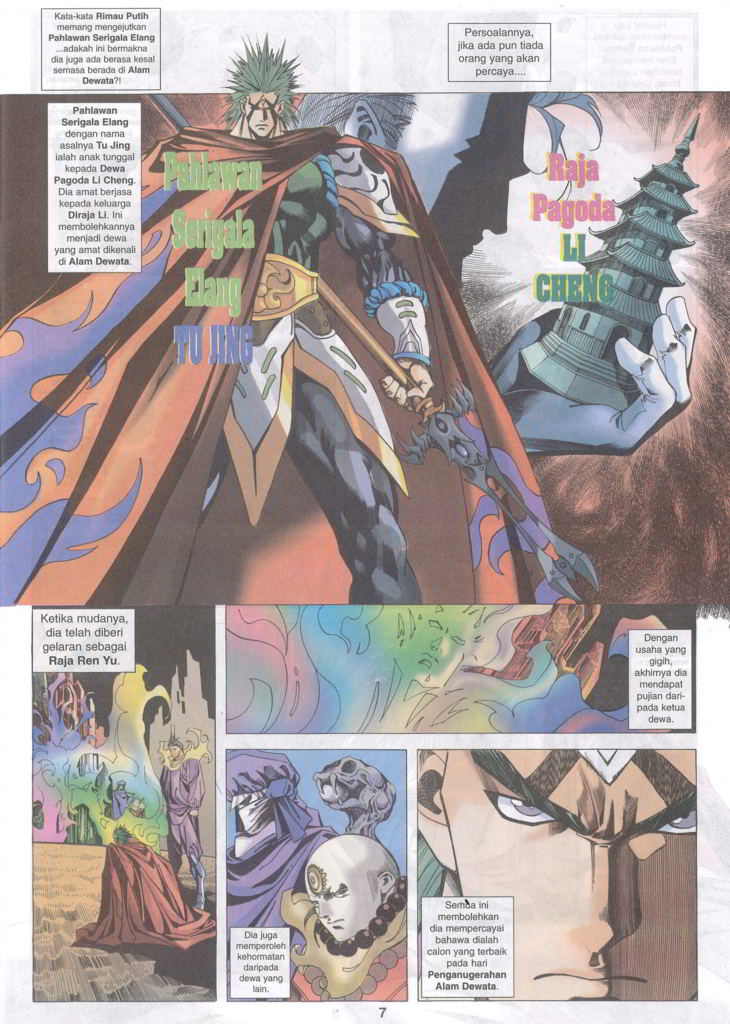 Kata-kata Rimau Putih
memang mengejutkan
Pahlawan Serigala Elang
...adakah ini bermakna
dia juga ada berasa kesal
semasa berada di Alam
Dewata?!
Persoalannya,
jika ada pun tiada
orang yang akan
percaya....
Pahlawan
Serigala Elang
dengan nama
asalnya Tu Jing
ialah anak tunggal
kepada Dewa
Pagoda Li Cheng.
Dia amat berjasa
kepada keluarga
Diraja Li. Ini
membolehkannya
menjadi dewa
yang amat dikenali
di Alam Dewata.
Pahlawan
Serigala
Elang
TU JING
Raja
Pagoda
LI
CHENG
Ketika mudanya,
dia telah diberi
gelaran sebagai
Raja Ren Yu.
Dengan
usaha yang
gigih,
akhirnya dia
mendapat
pujian dari-
pada ketua
dewa.
Dia juga
memperoleh
kehormatan
daripada
dewa yang
lain.
Semua ini
membolehkan
dia mempercayai
bahawa dialah
calon yang terbaik
pada hari
Penganugerahan
Alam Dewata.
7